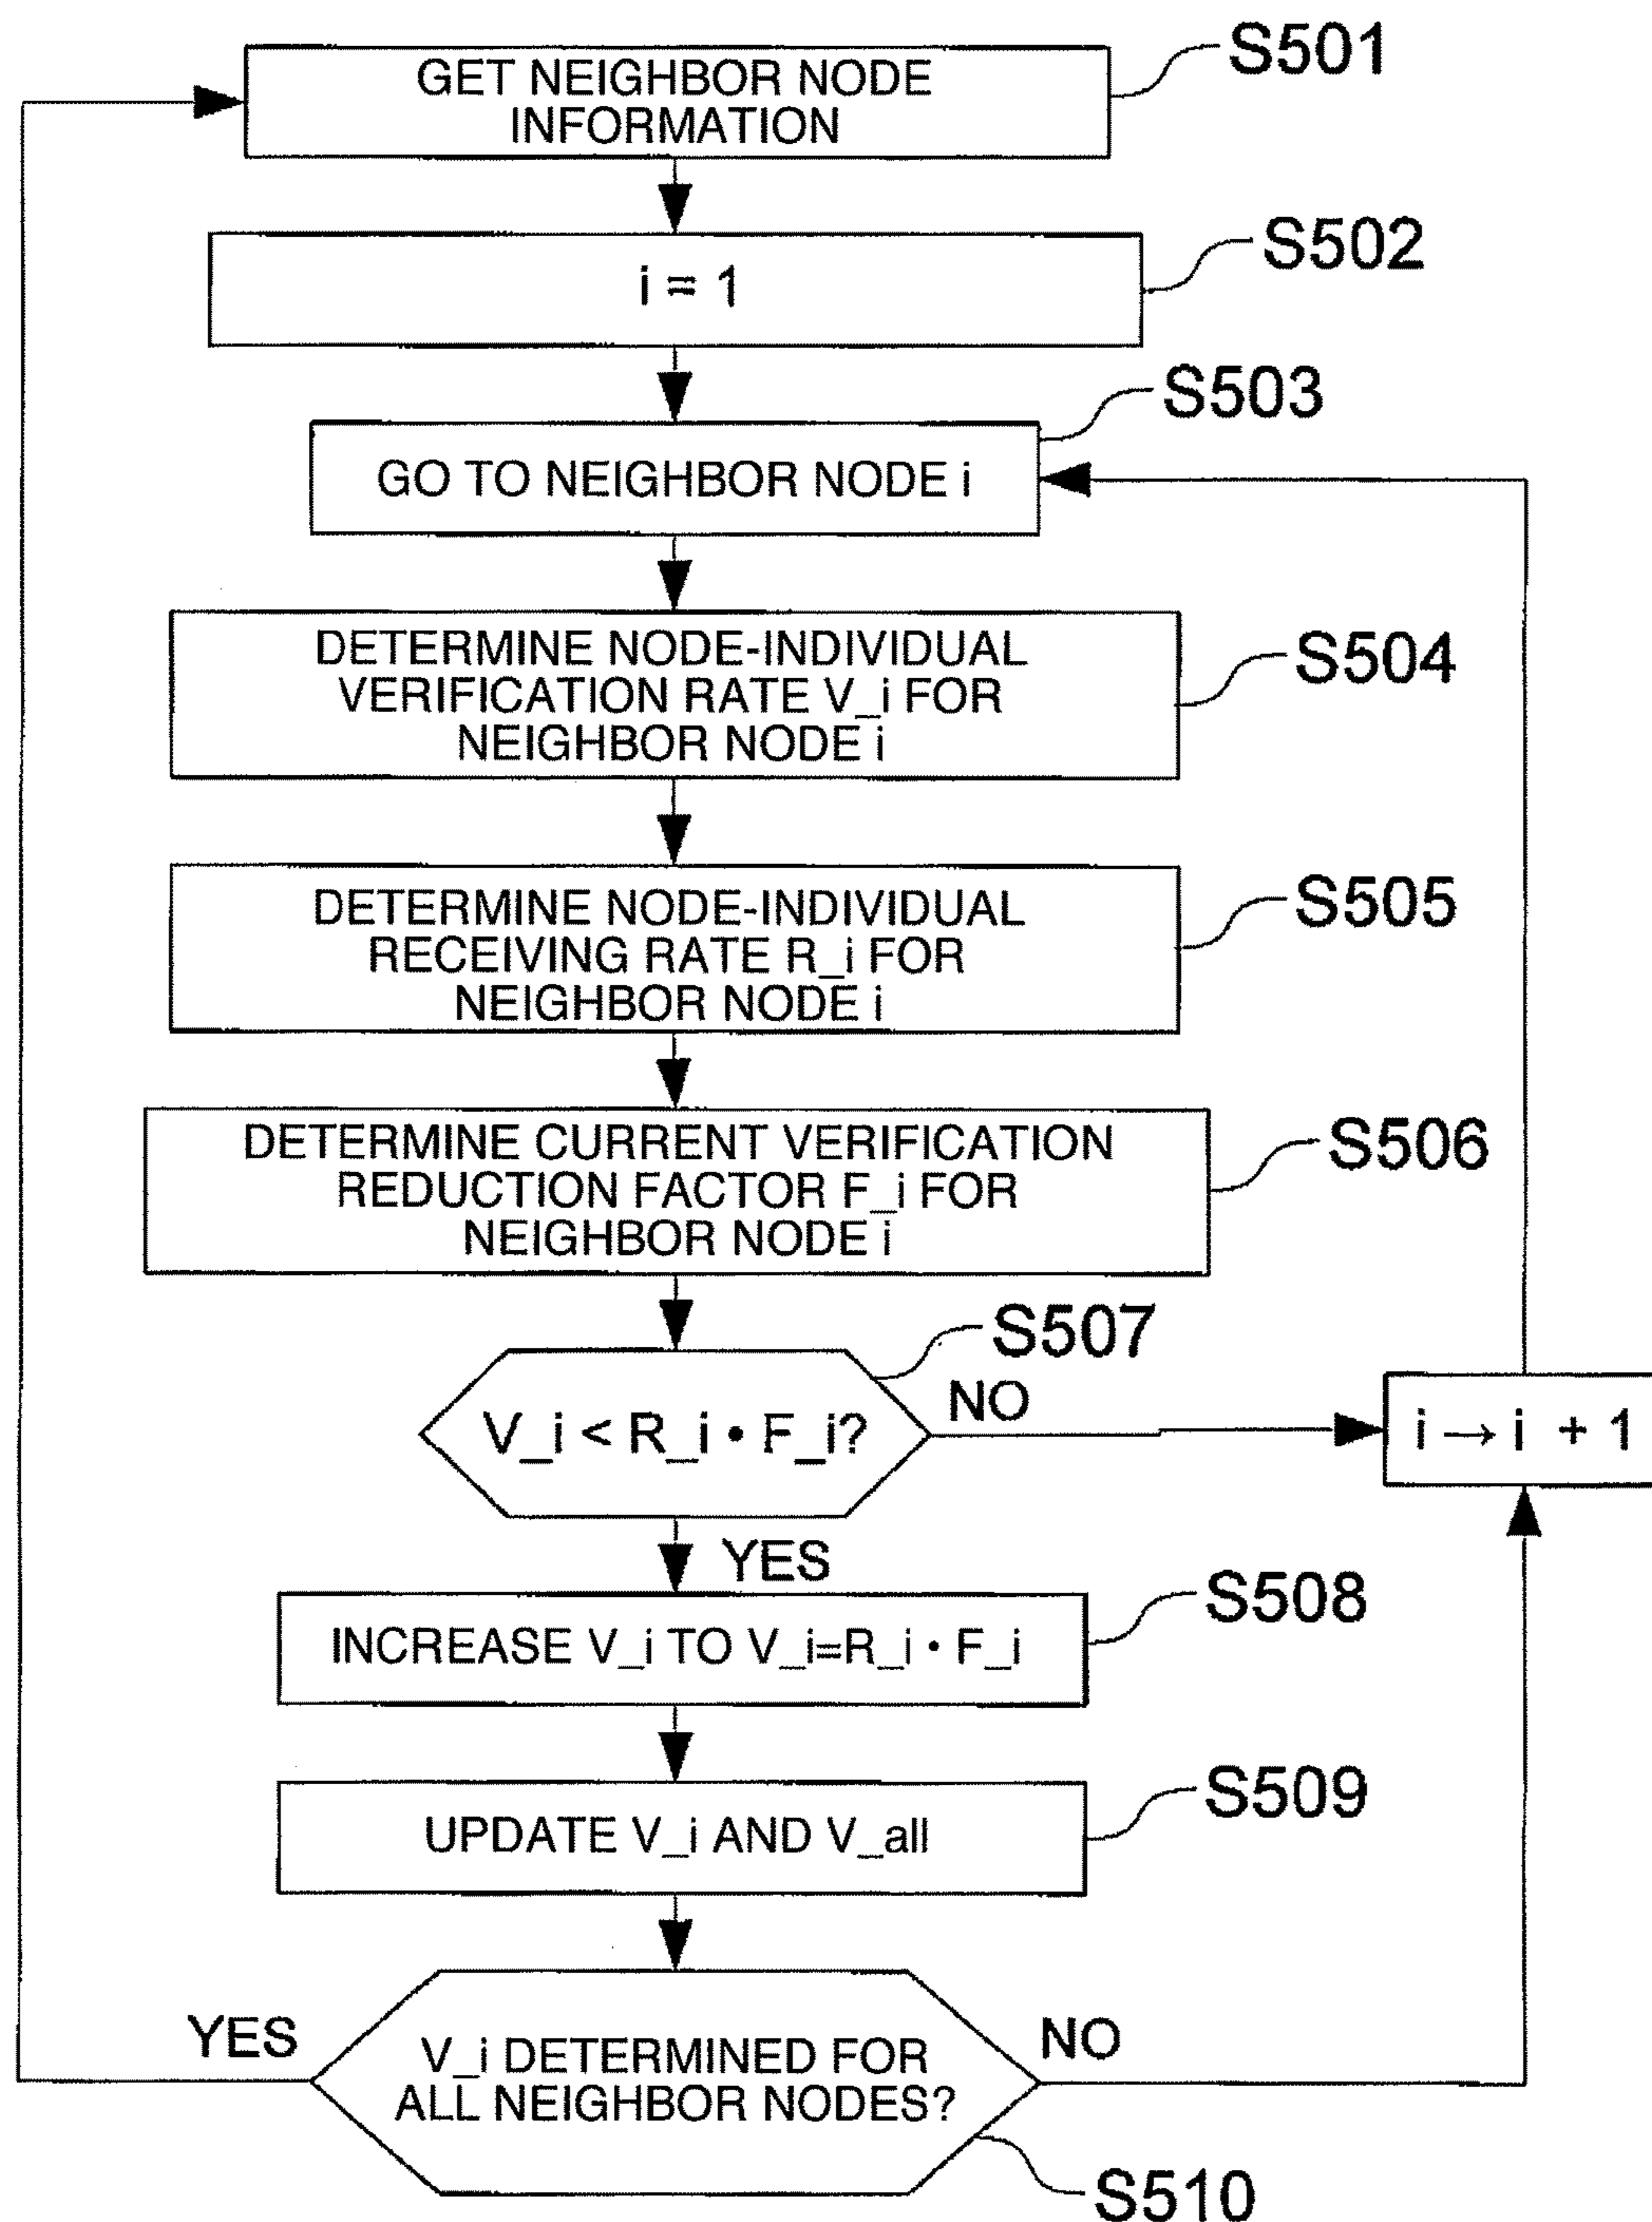 S501
GET NEIGHBOR NODE
INFORMATION
S502
i = 1
S503
GO TO NEIGHBOR NODE i
S504
DETERMINE NODE-INDIVIDUAL
VERIFICATION RATE V_i FOR
NEIGHBOR NODE i
S505
DETERMINE NODE-INDIVIDUAL
RECEIVING RATE R_i FOR
NEIGHBOR NODE i
S506
DETERMINE CURRENT VERIFICATION
REDUCTION FACTOR F_i FOR
NEIGHBOR NODE i
S507
V_i < R_i • F_i?
NO
i → i + 1
YES
S508
INCREASE V_i TO V_i=R_i • F_i
S509
UPDATE V_i AND V_all
YES
V_i DETERMINED FOR
ALL NEIGHBOR NODES?
NO
S510